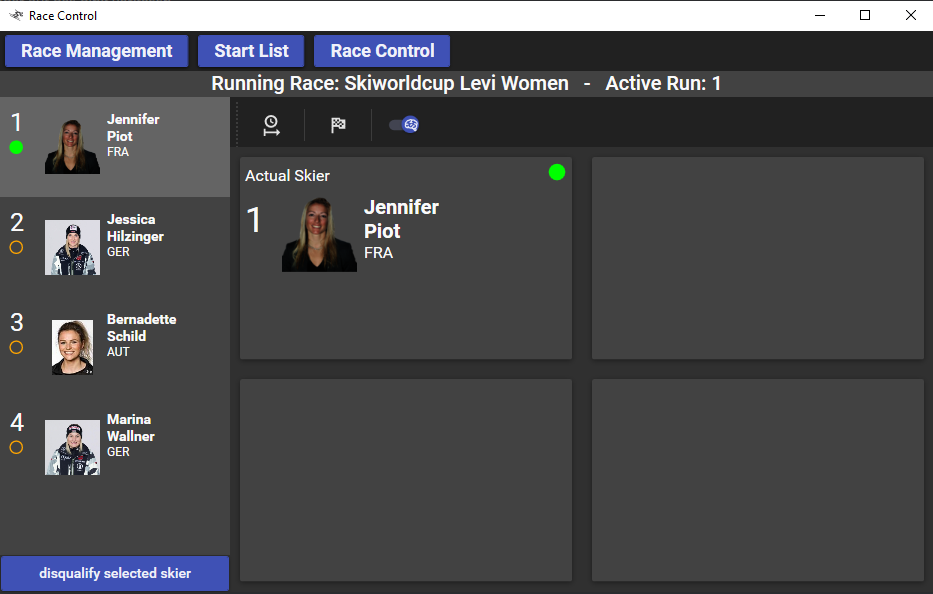 Race Control
Race Management
Start List
Race Control
Running Race: Skiworldcup Levi Women - Active Run: 1
1
Jennifer
Piot
FRA
2
Jessica
Hilzinger
GER
3
Bernadette
Schild
AUT
4
Marina
Wallner
GER
disqualify selected skier
Actual Skier
1
Jennifer
Piot
FRA